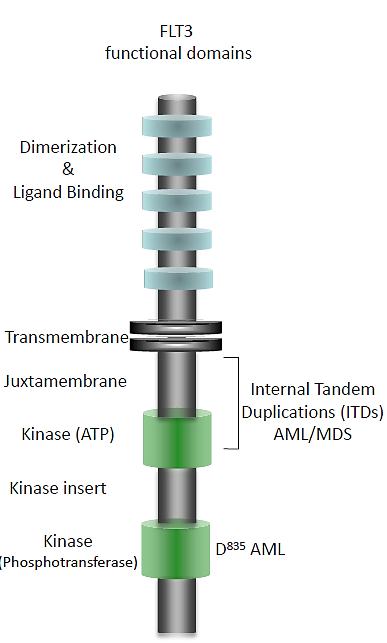 FLT3
functional domains
Dimerization
&
Ligand Binding
Transmembrane
Juxtamembrane
Internal Tandem
Duplications (ITDs)
AML/MDS
Kinase (ATP)
Kinase insert
Kinase
(Phosphotransferase)
D⁸³⁵ AML